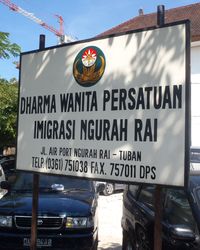 DHARMA WANITA PERSATUAN
IMIGRASI NGURAH RAI
JL. AIR PORT NGURAH RAI - TUBAN
TELP. (0361) 751038 FAX. 757011 DPS